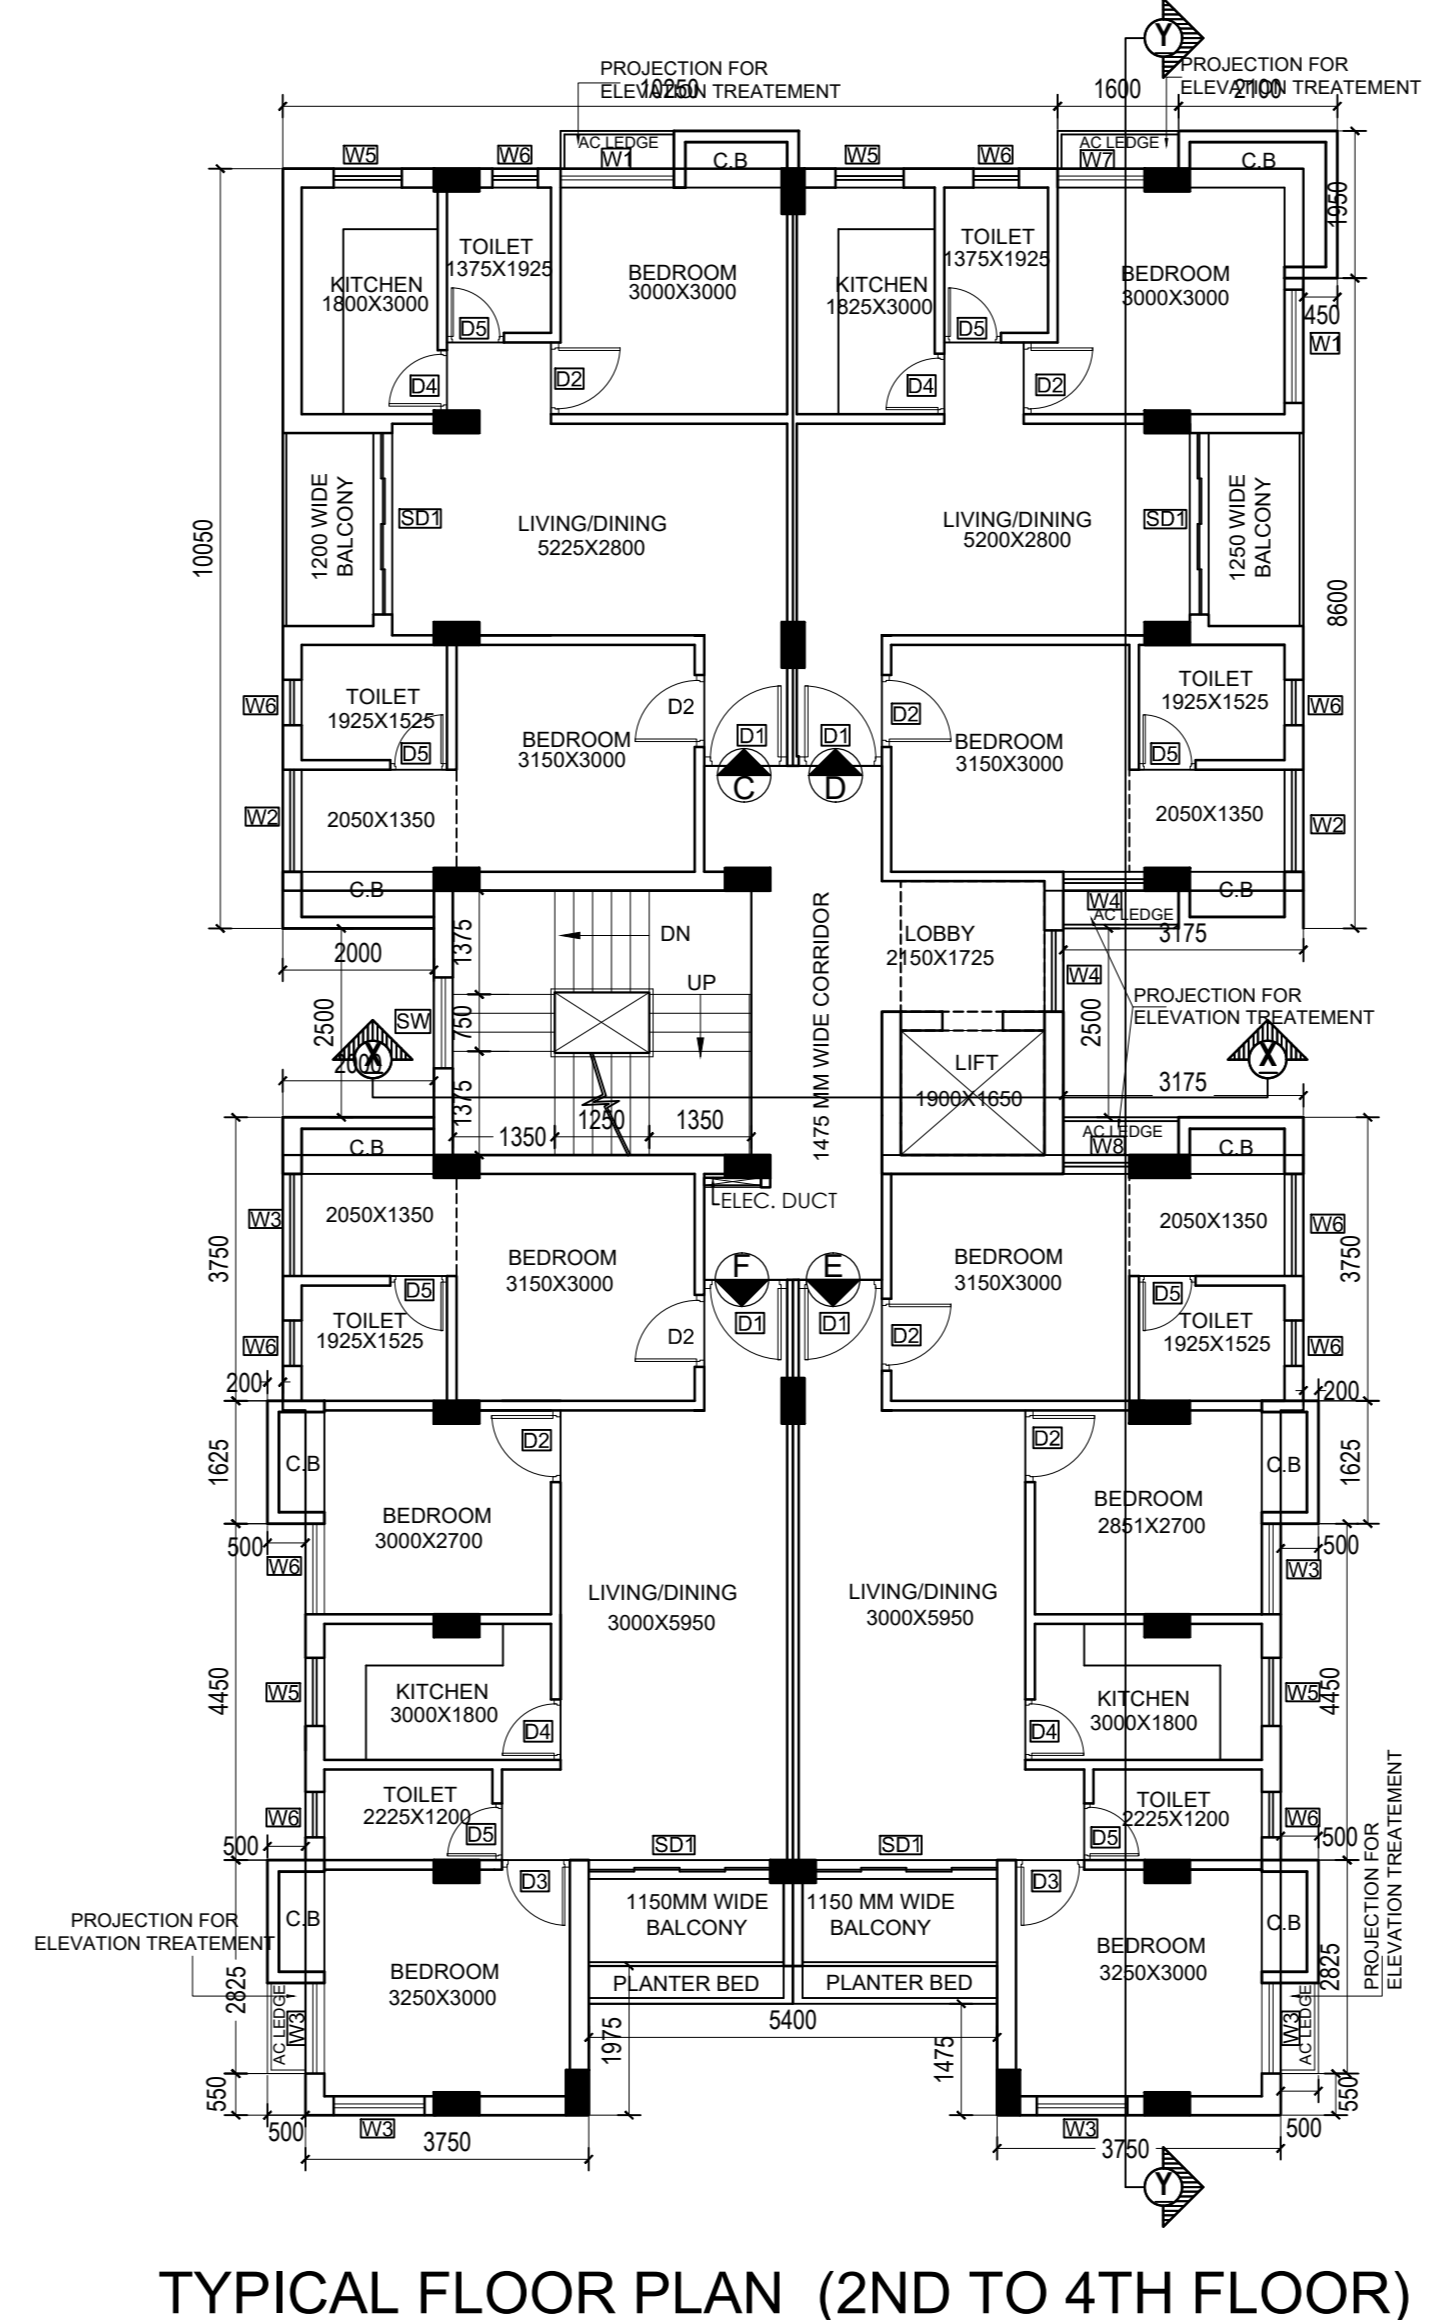 Y
PROJECTION FOR
ELEVATION TREATEMENT
PROJECTION FOR
ELEVATION TREATEMENT
10250
1600
2100
AC LEDGE
AC LEDGE
W5
W6
W1
C.B
W5
W6
W7
C.B
1950
TOILET
1375X1925
BEDROOM
3000X3000
KITCHEN
1800X3000
TOILET
1375X1925
BEDROOM
3000X3000
KITCHEN
1825X3000
450
W1
D5
D5
D4
D2
D4
D2
10050
1200 WIDE
BALCONY
SD1
LIVING/DINING
5225X2800
LIVING/DINING
5200X2800
SD1
1250 WIDE
BALCONY
8600
W6
TOILET
1925X1525
D5
D2
D1
D1
D2
TOILET
1925X1525
D5
W6
BEDROOM
3150X3000
BEDROOM
3150X3000
C
D
W2
2050X1350
2050X1350
W2
C.B
C.B
W4
AC LEDGE
3175
2000
1375
DN
UP
1475 MM WIDE CORRIDOR
LOBBY
2150X1725
W4
2500
SW
750
2500
PROJECTION FOR
ELEVATION TREATEMENT
X
2000
LIFT
1900X1650
X
3175
1375
1350
1250
1350
AC LEDGE
W8
C.B
C.B
ELEC. DUCT
W3
2050X1350
2050X1350
W6
3750
3750
BEDROOM
3150X3000
F
E
BEDROOM
3150X3000
D5
D5
W6
TOILET
1925X1525
D2
D1
D1
D2
TOILET
1925X1525
W6
200
200
1625
C.B
D2
D2
C.B
1625
BEDROOM
3000X2700
BEDROOM
2851X2700
500
W6
500
W3
LIVING/DINING
3000X5950
LIVING/DINING
3000X5950
4450
W5
KITCHEN
3000X1800
D4
D4
KITCHEN
3000X1800
W5
4450
W6
TOILET
2225X1200
D5
TOILET
2225X1200
D5
W6
500
500
SD1
SD1
C.B
D3
D3
C.B
PROJECTION FOR
ELEVATION TREATEMENT
1150MM WIDE
BALCONY
1150 MM WIDE
BALCONY
PROJECTION FOR
ELEVATION TREATEMENT
BEDROOM
3250X3000
PLANTER BED
PLANTER BED
BEDROOM
3250X3000
2825
AC LEDGE
W3
1975
5400
1475
W3
AC LEDGE
2825
550
550
500
W3
W3
500
3750
3750
Y
TYPICAL FLOOR PLAN (2ND TO 4TH FLOOR)